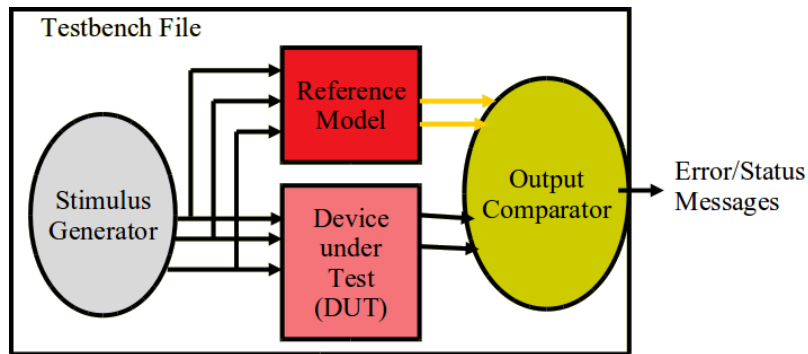 Testbench File
Reference
Model
Stimulus
Generator
Device
under
Test
(DUT)
Output
Comparator
Error/Status
Messages